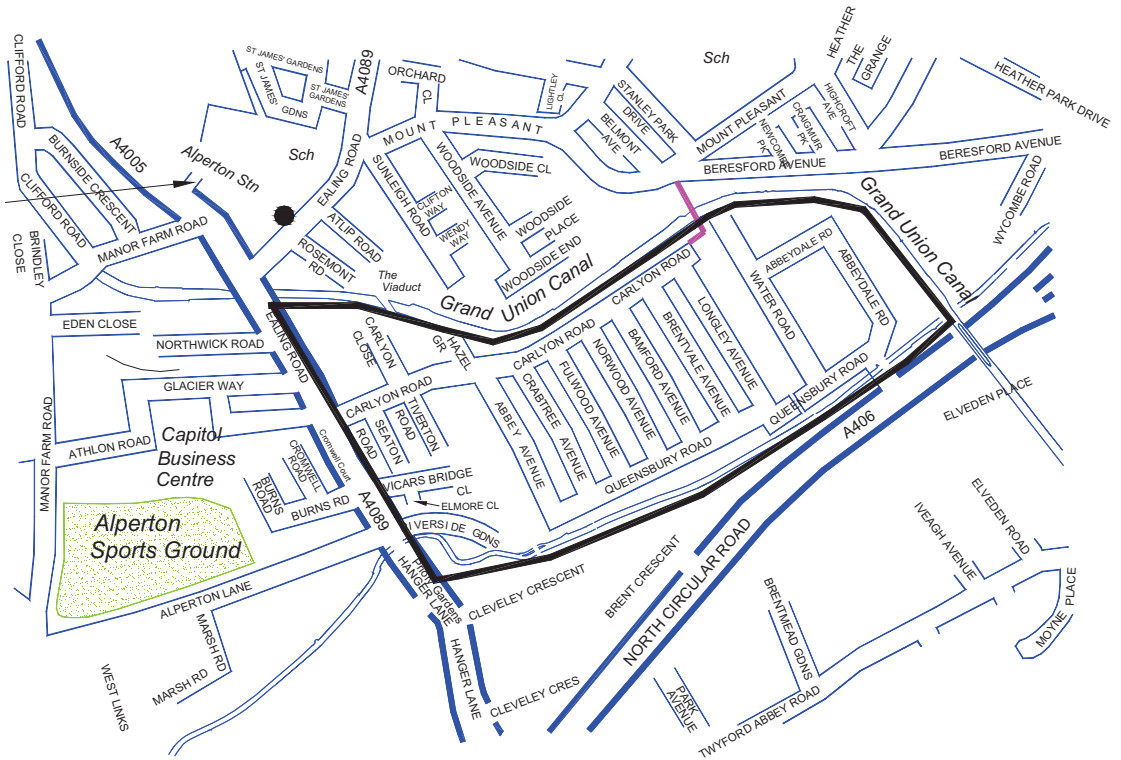 CLIFFORD ROAD
A4005
BURNSIDE CRESCENT
CLIFFORD ROAD
BRINDLEY
CLOSE
MANOR FARM ROAD
Alperton Stn
Sch
ST JAMES' GARDENS
ST JAMES'
GDNS
ST JAMES'
GARDENS
A4089
ORCHARD
CL
EALING ROAD
MOUNT PLEASANT
LIGHTLEY
CL
STANLEY PARK
DRIVE
BELMONT
AVE
Sch
MOUNT PLEASANT
NEWCOMBE
PK
CRAIGMUIR
PK
HIGHCROFT
AVE
HEATHER
THE
GRANGE
HEATHER PARK DRIVE
BERESFORD AVENUE
BERESFORD AVENUE
WYCOMBE ROAD
SUNLEIGH ROAD
CLIFTON
WAY
WENDY
WAY
WOODSIDE AVENUE
WOODSIDE CL
WOODSIDE
PLACE
WOODSIDE END
ATLIP ROAD
ROSEMONT
RD
The
Viaduct
Grand Union Canal
Grand Union Canal
EDEN CLOSE
NORTHWICK ROAD
GLACIER WAY
EALING ROAD
MANOR FARM ROAD
ATHLON ROAD
Capitol
Business
Centre
CARLYON
CLOSE
HAZEL
GR
CARLYON ROAD
CARLYON ROAD
CARLYON ROAD
WATER ROAD
ABBEYDALE RD
ABBEYDALE RD
LONGLEY AVENUE
BRENTVALE AVENUE
BAMFORD AVENUE
NORWOOD AVENUE
FULWOOD AVENUE
CRABTREE
AVENUE
ABBEY AVENUE
QUEENSBURY ROAD
QUEENSBURY ROAD
TIVERTON
ROAD
SEATON
ROAD
VICARS BRIDGE
CL
ELMORE CL
IVERSIDE GDNS
Cromwell Court
CROMWELL
ROAD
BURNS
ROAD
BURNS RD
A4089
Alperton
Sports Ground
ALPERTON LANE
MARSH RD
MARSH RD
WEST LINKS
Priory Gardens
HANGER LANE
HANGER LANE
CLEVELEY CRESCENT
CLEVELEY CRES
BRENT CRESCENT
NORTH CIRCULAR ROAD
A406
ELVEDEN PLACE
ELVEDEN ROAD
IVEAGH AVENUE
MOYNE PLACE
BRENTMEAD GDNS
PARK
AVENUE
TWYFORD ABBEY ROAD